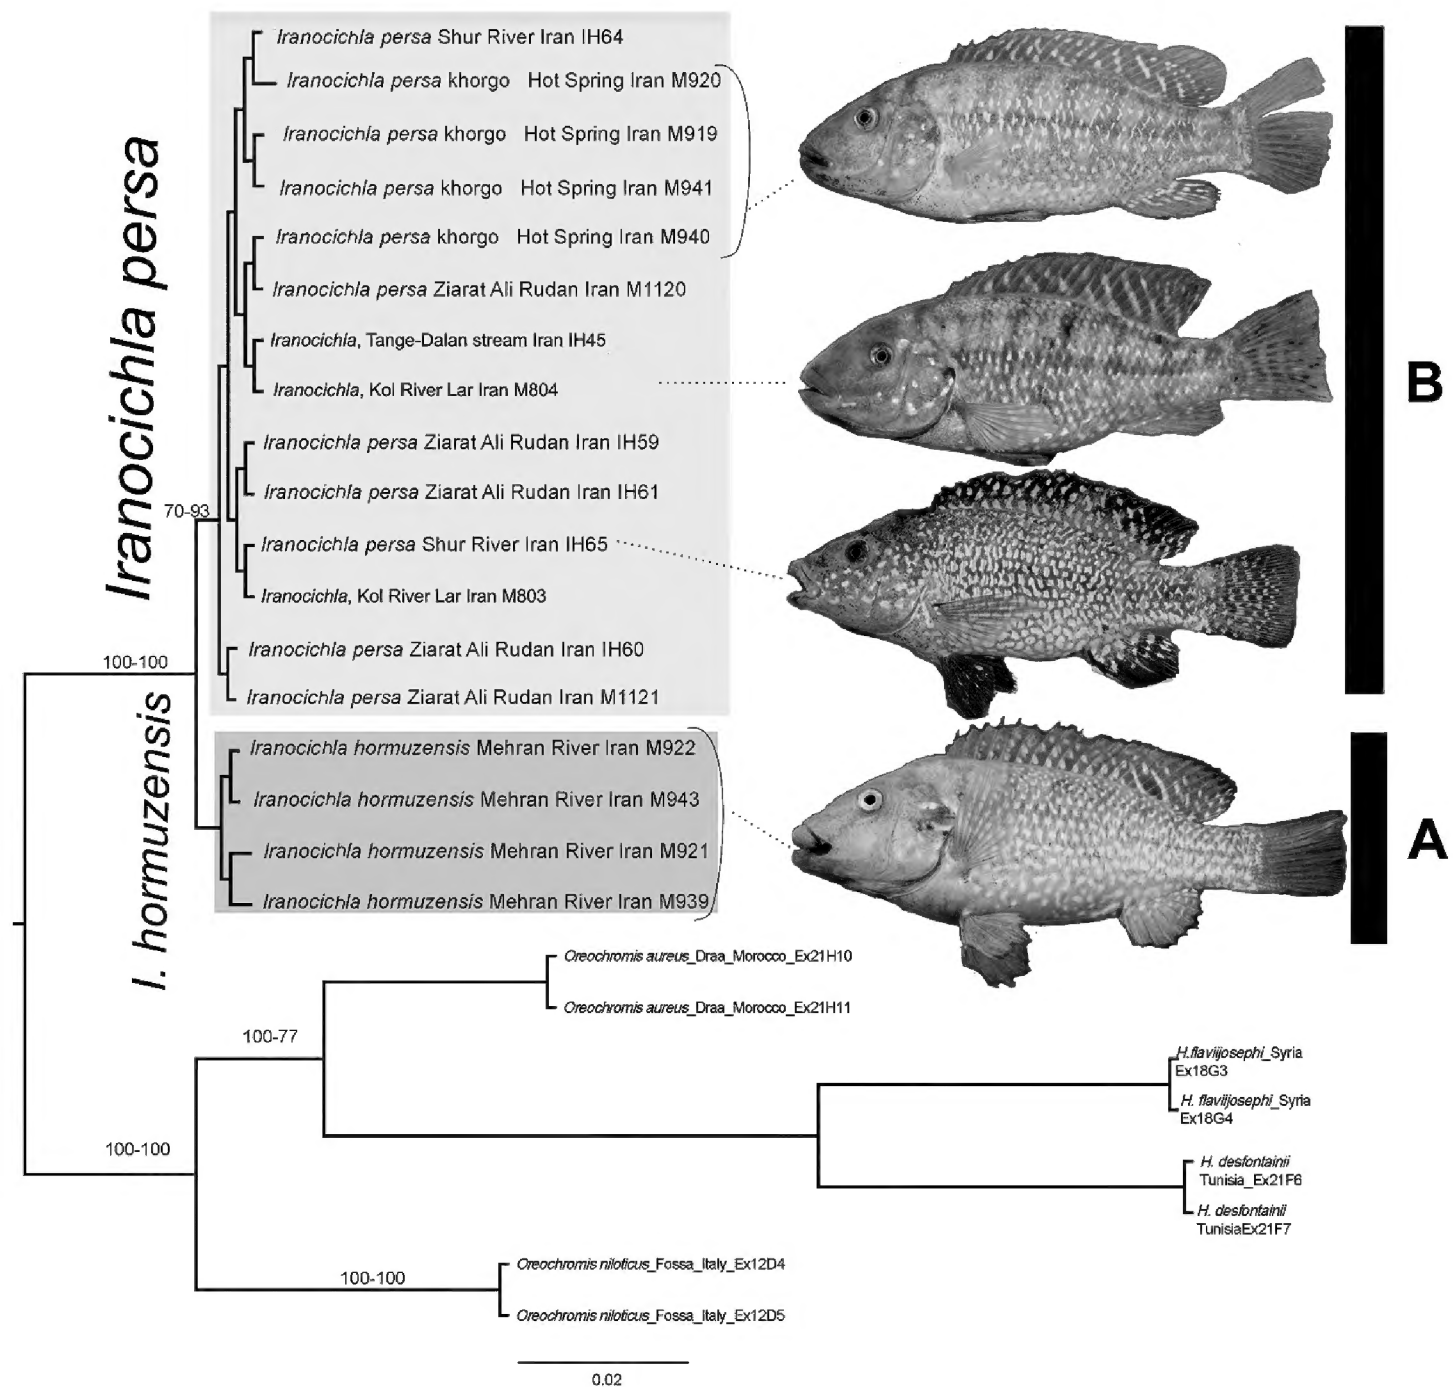 Iranocichla persa Shur River Iran IH64
Iranocichla persa khorgo Hot Spring Iran M920
Iranocichla persa khorgo Hot Spring Iran M919
Iranocichla persa khorgo Hot Spring Iran M941
Iranocichla persa khorgo Hot Spring Iran M940
Iranocichla persa Ziarat Ali Rudan Iran M1120
Iranocichla, Tange-Dalan stream Iran IH45
Iranocichla, Kol River Lar Iran M804
Iranocichla persa Ziarat Ali Rudan Iran IH59
Iranocichla persa Ziarat Ali Rudan Iran IH61
Iranocichla persa Shur River Iran IH65
Iranocichla, Kol River Lar Iran M803
Iranocichla persa Ziarat Ali Rudan Iran IH60
Iranocichla persa Ziarat Ali Rudan Iran M1121
Iranocichla persa
70-93
B
100-100
Iranocichla hormuzensis Mehran River Iran M922
Iranocichla hormuzensis Mehran River Iran M943
Iranocichla hormuzensis Mehran River Iran M921
Iranocichla hormuzensis Mehran River Iran M939
I. hormuzensis
A
Oreochromis aureus_Draa_Morocco_Ex21H10
Oreochromis aureus_Draa_Morocco_Ex21H11
100-77
H.flaviijosephi_Syria
Ex18G3
H. flaviijosephi_Syria
Ex18G4
100-100
H. desfontainii
Tunisia_Ex21F6
H. desfontainii
TunisiaEx21F7
100-100
Oreochromis niloticus_Fossa_Italy_Ex12D4
Oreochromis niloticus_Fossa_Italy_Ex12D5
0.02